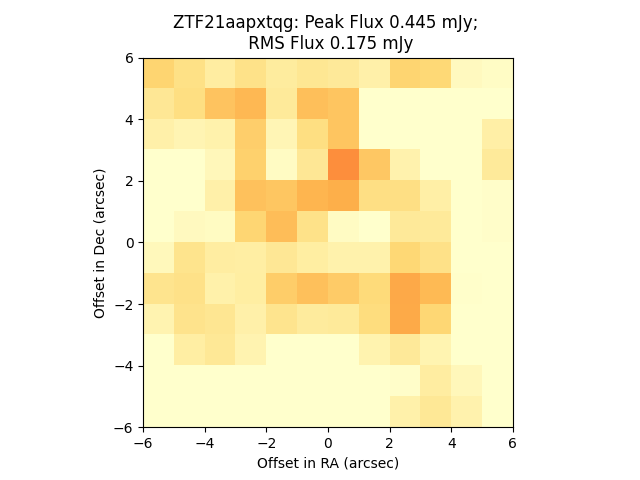 ZTF21aapxtqg: Peak Flux 0.445 mJy;
RMS Flux 0.175 mJy
6
4
2
0
−2
−4
−6
Offset in Dec (arcsec)
−6 −4 −2 0 2 4 6
Offset in RA (arcsec)